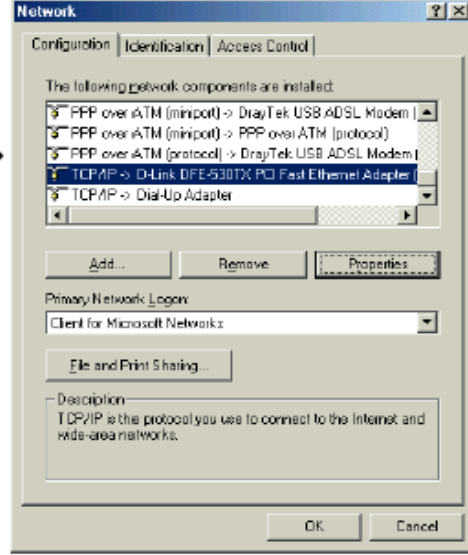 Network
Configuration
Identification
Access Control
The following network components are installed:
PPP over ATM (miniport) -> DrayTek USB ADSL Modem (
PPP over ATM (miniport) -> PPP over ATM (protocol)
PPP over ATM (protocol) -> DrayTek USB ADSL Modem
TCP/IP -> D-Link DFE-530TX PCI Fast Ethernet Adapter (
TCP/IP -> Dial-Up Adapter
Add...
Remove
Properties
Primary Network Logon:
Client for Microsoft Networks
File and Print Sharing...
Description
TCP/IP is the protocol you use to connect to the Internet and
wide-area networks.
OK
Cancel